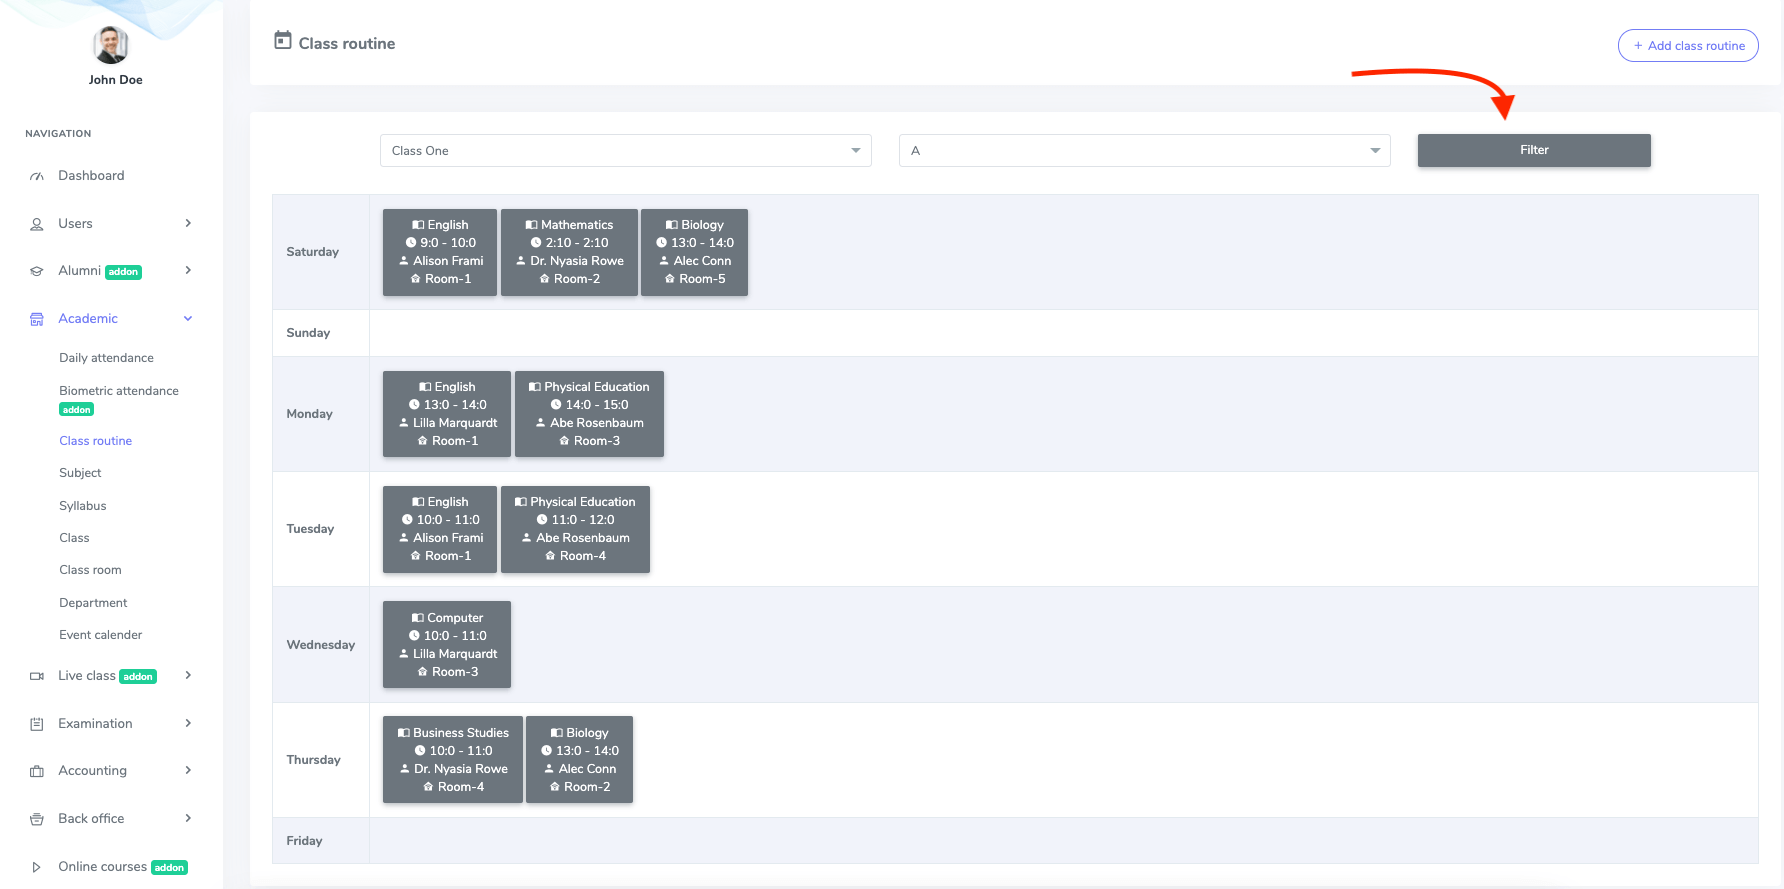 John Doe
NAVIGATION
Dashboard
Users
Alumni addon
Academic
Daily attendance
Biometric attendance
addon
Class routine
Subject
Syllabus
Class
Class room
Department
Event calender
Live class addon
Examination
Accounting
Back office
Online courses addon
Class routine
+ Add class routine
Class One
A
Filter
Saturday
English
9:0 - 10:0
Alison Frami
Room-1
Mathematics
2:10 - 2:10
Dr. Nyasia Rowe
Room-2
Biology
13:0 - 14:0
Alec Conn
Room-5
Sunday
Monday
English
13:0 - 14:0
Lilla Marquardt
Room-1
Physical Education
14:0 - 15:0
Abe Rosenbaum
Room-3
Tuesday
English
10:0 - 11:0
Alison Frami
Room-1
Physical Education
11:0 - 12:0
Abe Rosenbaum
Room-4
Wednesday
Computer
10:0 - 11:0
Lilla Marquardt
Room-3
Thursday
Business Studies
10:0 - 11:0
Dr. Nyasia Rowe
Room-4
Biology
13:0 - 14:0
Alec Conn
Room-2
Friday